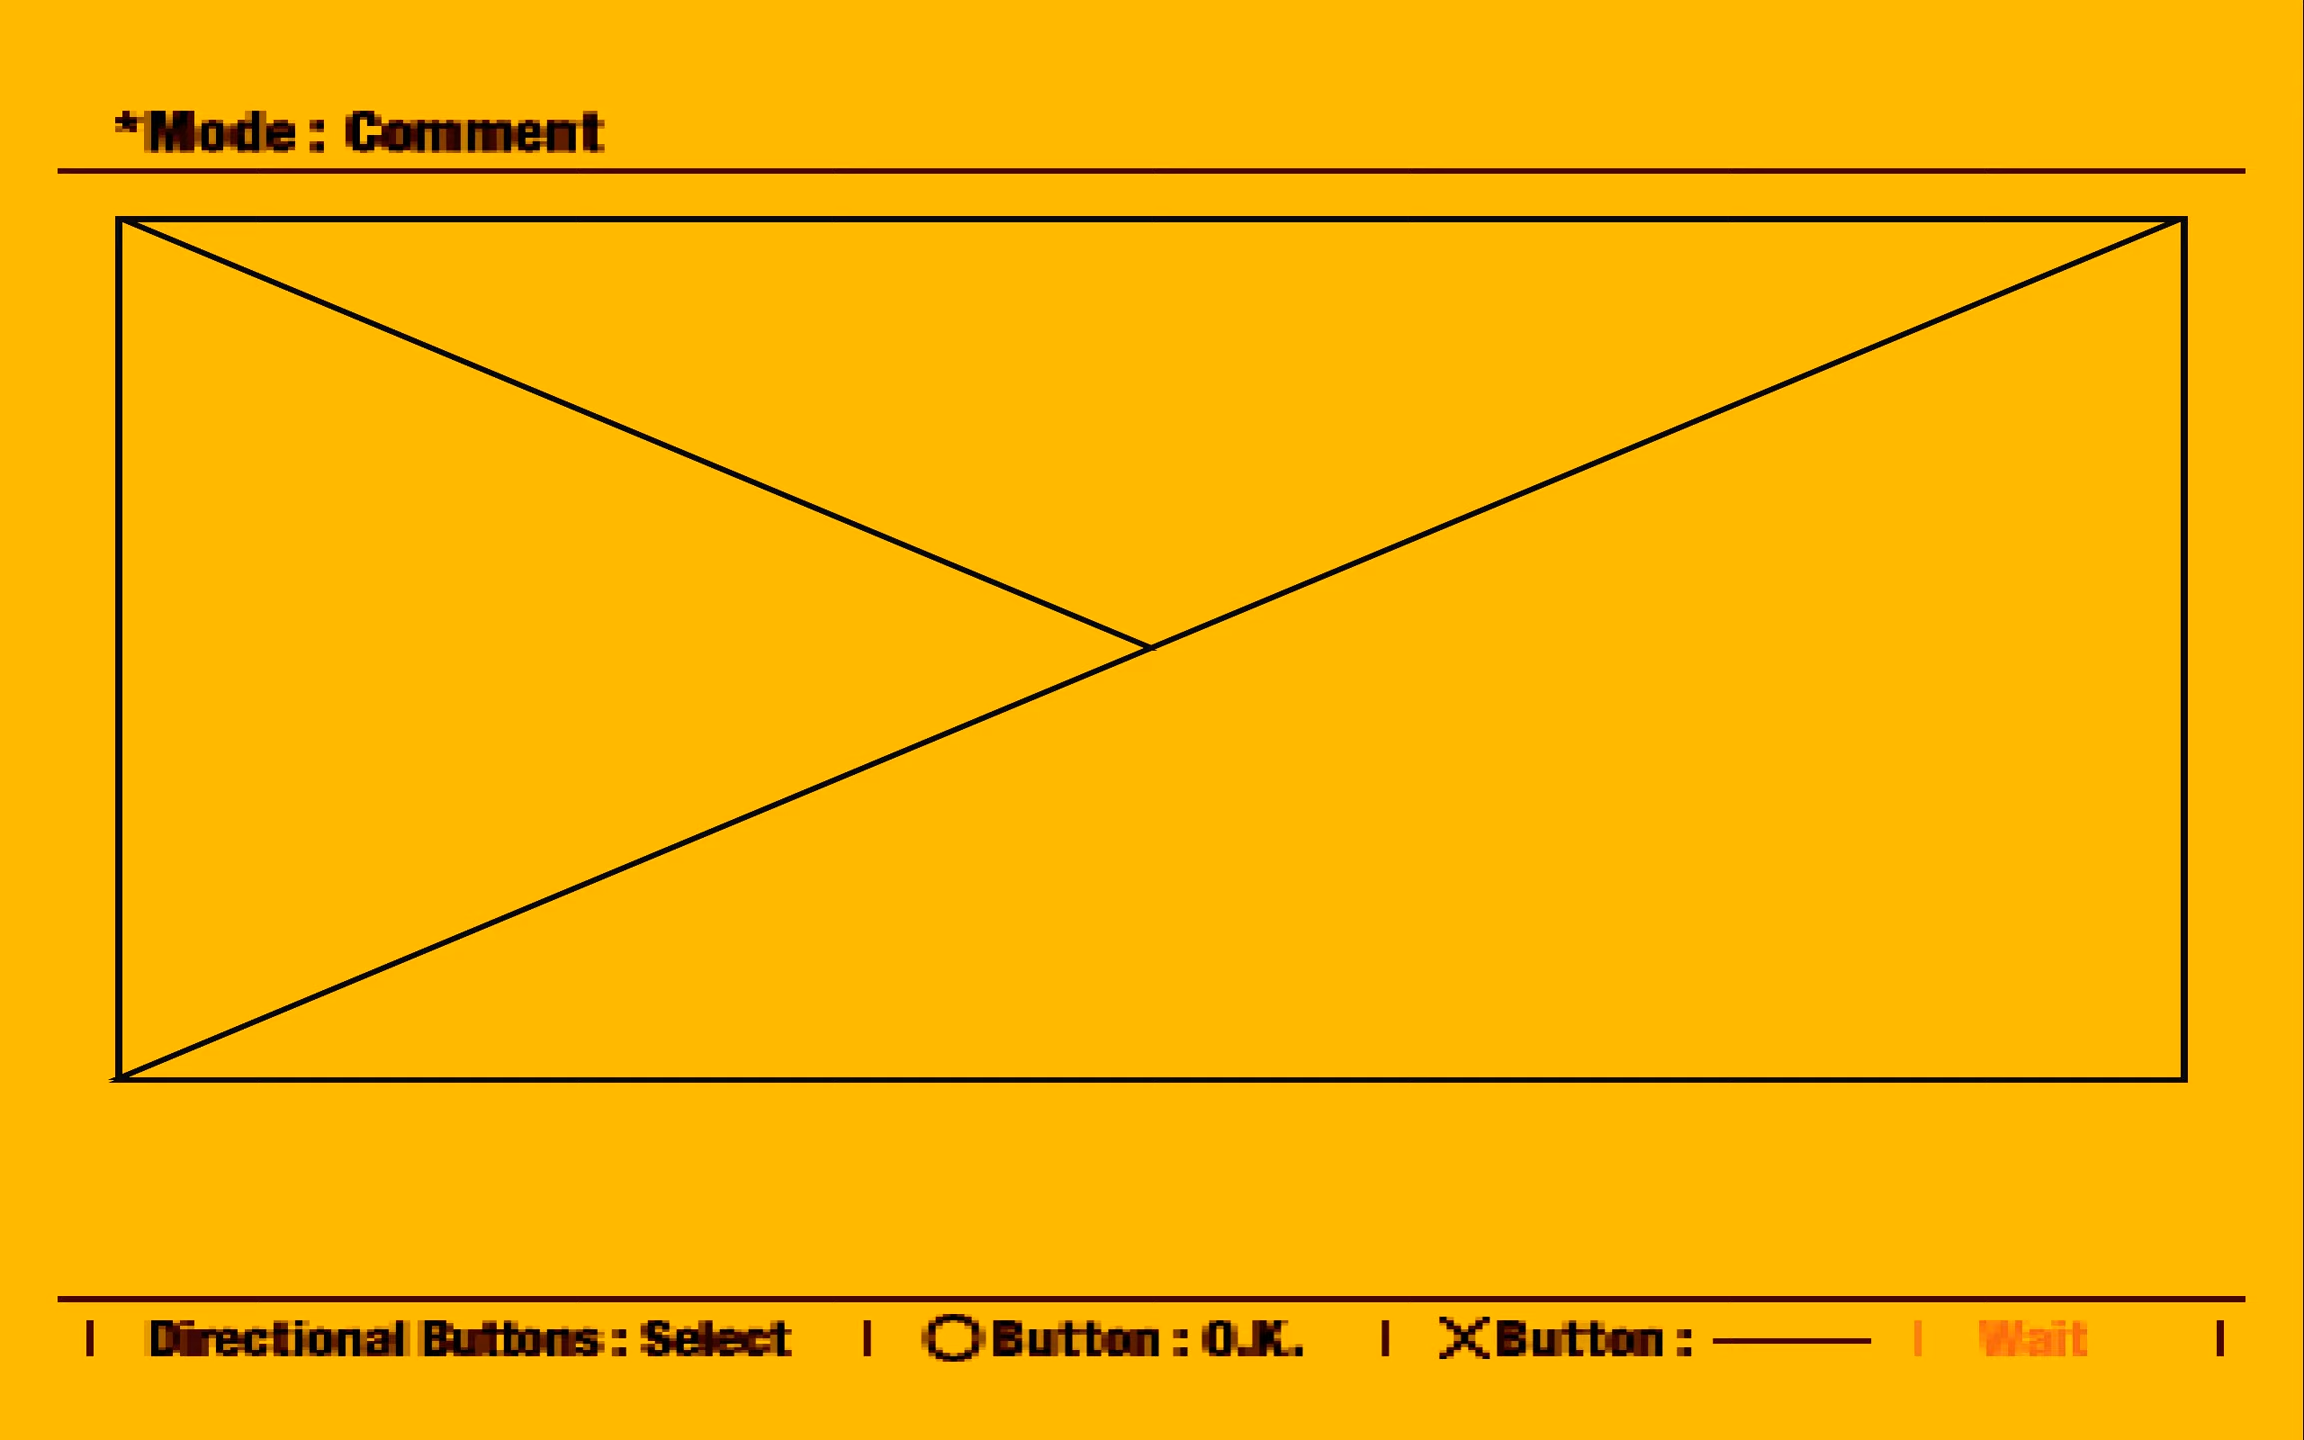 *Mode : Comment
| Directional Buttons : Select | ○Button : O.K. | ×Button : ―――― | Wait |